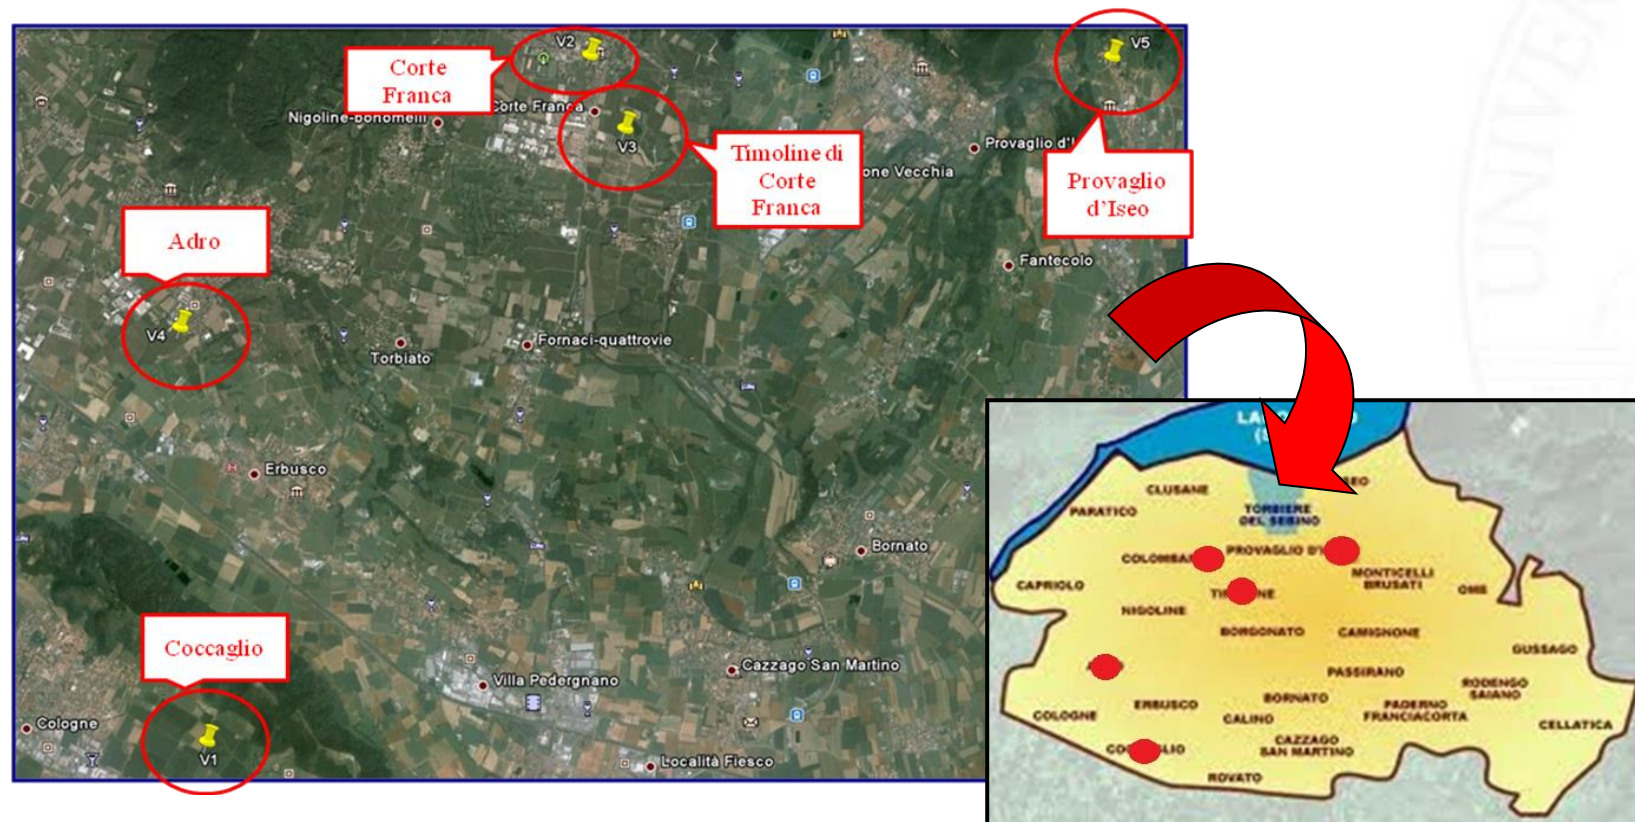 V2
V5
Corte
Franca
Corte Franca
Nigoline-Bonomelli
V3
Timoline di
Corte
Franca
Provaglio d'I
one Vecchia
Provaglio
d'Iseo
Adro
Fantecolo
V4
Torbiato
Fornaci-quattrovie
Erbusco
Bornato
Coccaglio
Cazzago San Martino
Villa Pedergnano
Cologne
V1
Località Fiesco
LA
(S
SEO
CLUSANE
PARATICO
TORBIERE
DEL SEBINO
COLOMBA
PROVAGLIO D'I
MONTICELLI
BRUSATI
OME
CAPRIOLO
NIGOLINE
BORGONATO
CAMIGNONE
GUSSAGO
PASSIRANO
RODENGO
SAIANO
ERBUSCO
BORNATO
PADERNO
FRANCIACORTA
COLOGNE
CALINO
CELLATICA
CAZZAGO
SAN MARTINO
ROVATO
UNIVER